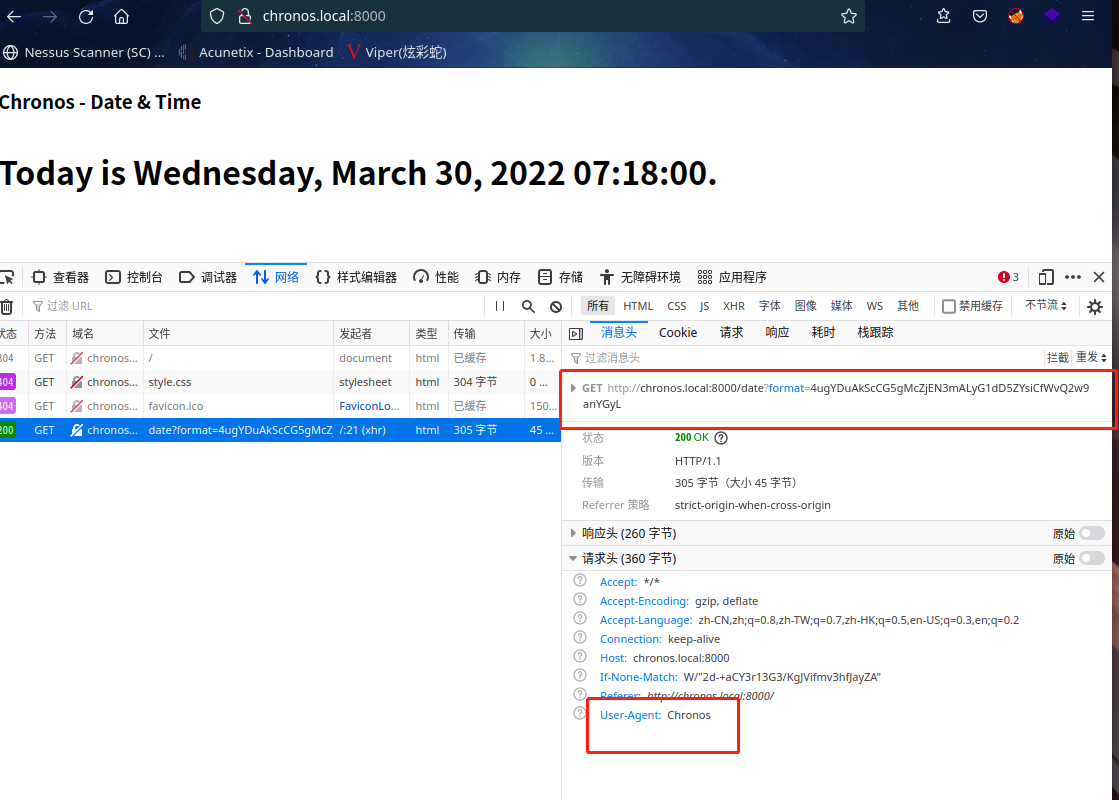 chronos.local:8000
Nessus Scanner (SC) ... Acunetix - Dashboard Viper(炫彩蛇)
Chronos - Date & Time
Today is Wednesday, March 30, 2022 07:18:00.
查看器 控制台 调试器 网络 样式编辑器 性能 内存 存储 无障碍环境 应用程序 3
过滤 URL 所有 HTML CSS JS XHR 字体 图像 媒体 WS 其他 禁用缓存 不节流
状态 方法 域名 文件 发起者 类型 传输 大小
304 GET chronos... / document html 已缓存 1.8...
404 GET chronos... style.css stylesheet html 304 字节 0 ...
404 GET chronos... favicon.ico FaviconLo... html 已缓存 150...
200 GET chronos... date?format=4ugYDuAkScCG5gMcZ /:21 (xhr) html 305 字节 45 ...
消息头 Cookie 请求 响应 耗时 栈跟踪
过滤消息头 拦截 重发
GET http://chronos.local:8000/date?format=4ugYDuAkScCG5gMcZjEN3mALyG1dD5ZYsiCfWvQ2w9
anYGyL
状态 200 OK
版本 HTTP/1.1
传输 305 字节（大小 45 字节）
Referrer 策略 strict-origin-when-cross-origin
响应头 (260 字节) 原始
请求头 (360 字节) 原始
Accept: */*
Accept-Encoding: gzip, deflate
Accept-Language: zh-CN,zh;q=0.8,zh-TW;q=0.7,zh-HK;q=0.5,en-US;q=0.3,en;q=0.2
Connection: keep-alive
Host: chronos.local:8000
If-None-Match: W/"2d-+aCY3r13G3/KgJVifmv3hfJayZA"
Referer: http://chronos.local:8000/
User-Agent: Chronos